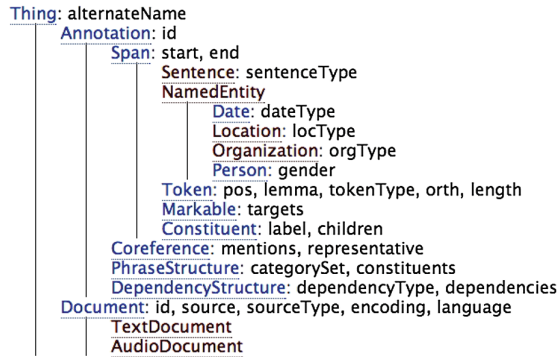 Thing: alternateName
Annotation: id
Span: start, end
Sentence: sentenceType
NamedEntity
Date: dateType
Location: locType
Organization: orgType
Person: gender
Token: pos, lemma, tokenType, orth, length
Markable: targets
Constituent: label, children
Coreference: mentions, representative
PhraseStructure: categorySet, constituents
DependencyStructure: dependencyType, dependencies
Document: id, source, sourceType, encoding, language
TextDocument
AudioDocument